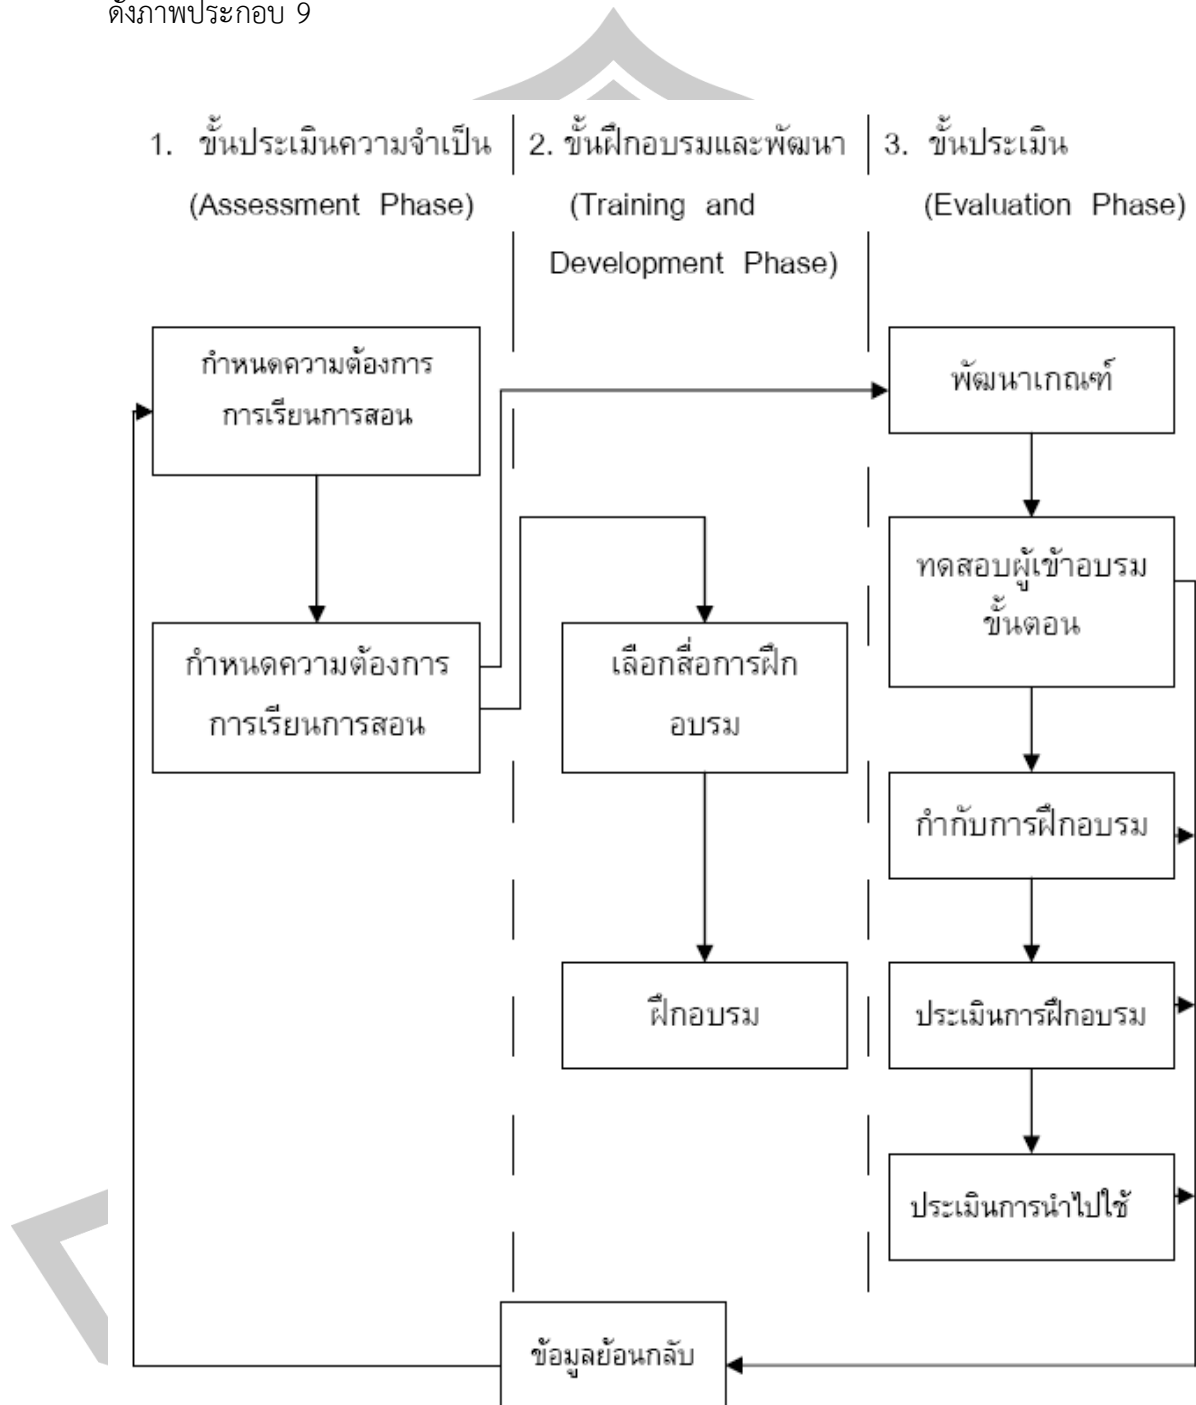 ดังภาพประกอบ 9
1. ขั้นประเมินความจำเป็น
(Assessment Phase)
2. ขั้นฝึกอบรมและพัฒนา
(Training and
Development Phase)
3. ขั้นประเมิน
(Evaluation Phase)
กำหนดความต้องการ
การเรียนการสอน
กำหนดความต้องการ
การเรียนการสอน
เลือกสื่อการฝึก
อบรม
ฝึกอบรม
พัฒนาเกณฑ์
ทดสอบผู้เข้าอบรม
ขั้นตอน
กำกับการฝึกอบรม
ประเมินการฝึกอบรม
ประเมินการนำไปใช้
ข้อมูลย้อนกลับ